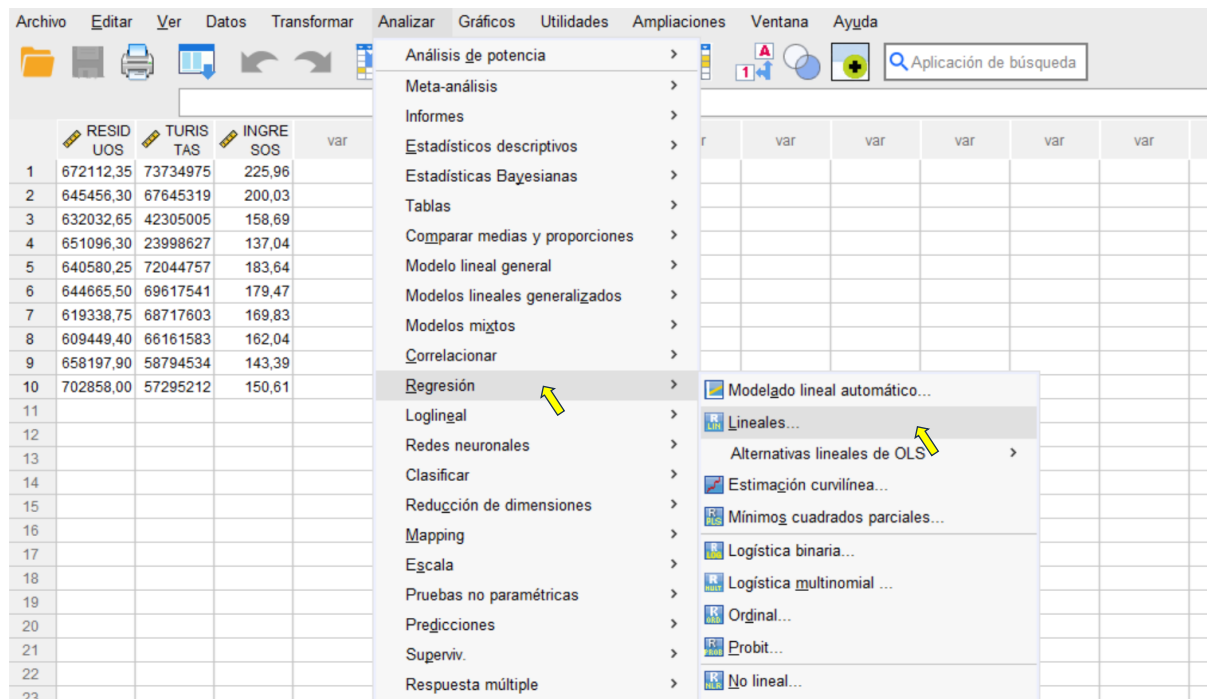 Archivo Editar Ver Datos Transformar Analizar Gráficos Utilidades Ampliaciones Ventana Ayuda
A
1
Aplicación de búsqueda
RESIDUOS TURISTAS INGRESOS var r var var var var var
1 672112,35 73734975 225,96
2 645456,30 67645319 200,03
3 632032,65 42305005 158,69
4 651096,30 23998627 137,04
5 640580,25 72044757 183,64
6 644665,50 69617541 179,47
7 619338,75 68717603 169,83
8 609449,40 66161583 162,04
9 658197,90 58794534 143,39
10 702858,00 57295212 150,61
11
12
13
14
15
16
17
18
19
20
21
22
23
Análisis de potencia
Meta-análisis
Informes
Estadísticos descriptivos
Estadísticas Bayesianas
Tablas
Comparar medias y proporciones
Modelo lineal general
Modelos lineales generalizados
Modelos mixtos
Correlacionar
Regresión
Loglineal
Redes neuronales
Clasificar
Reducción de dimensiones
Mapping
Escala
Pruebas no paramétricas
Predicciones
Superviv.
Respuesta múltiple
Modelado lineal automático...
Lineales...
Alternativas lineales de OLS
Estimación curvilínea...
Mínimos cuadrados parciales...
Logística binaria...
Logística multinomial ...
Ordinal...
Probit...
No lineal...